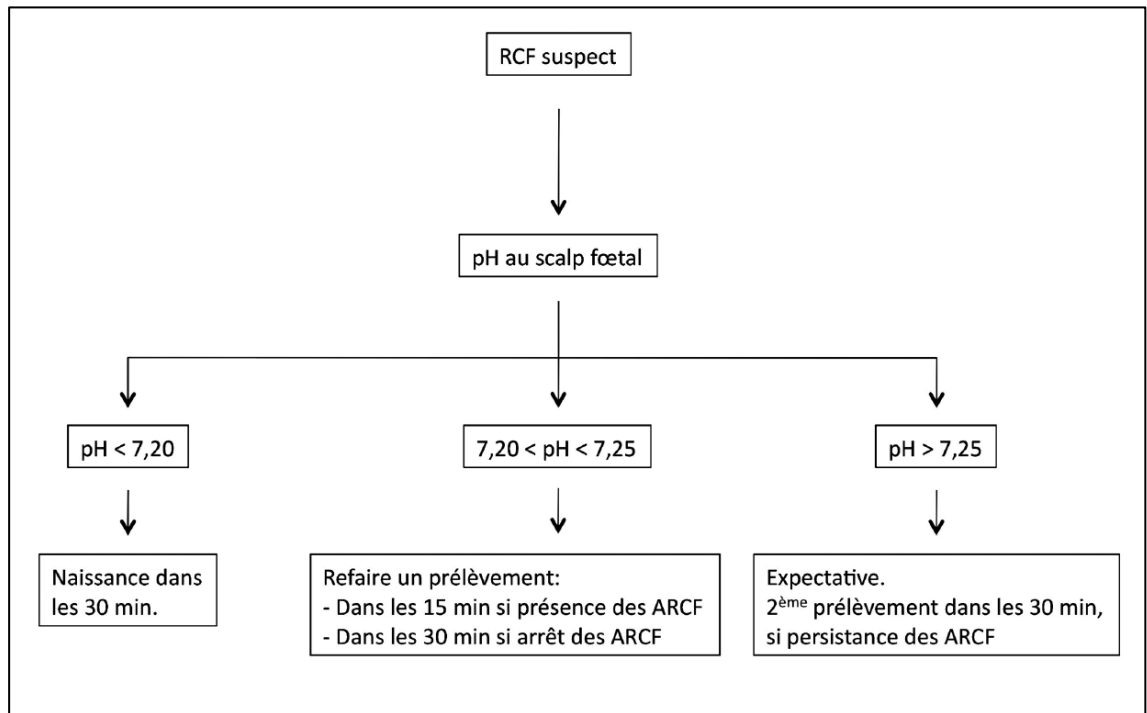 RCF suspect
pH au scalp fœtal
pH < 7,20
7,20 < pH < 7,25
pH > 7,25
Naissance dans
les 30 min.
Refaire un prélèvement:
- Dans les 15 min si présence des ARCF
- Dans les 30 min si arrêt des ARCF
Expectative.
2ème prélèvement dans les 30 min,
si persistance des ARCF